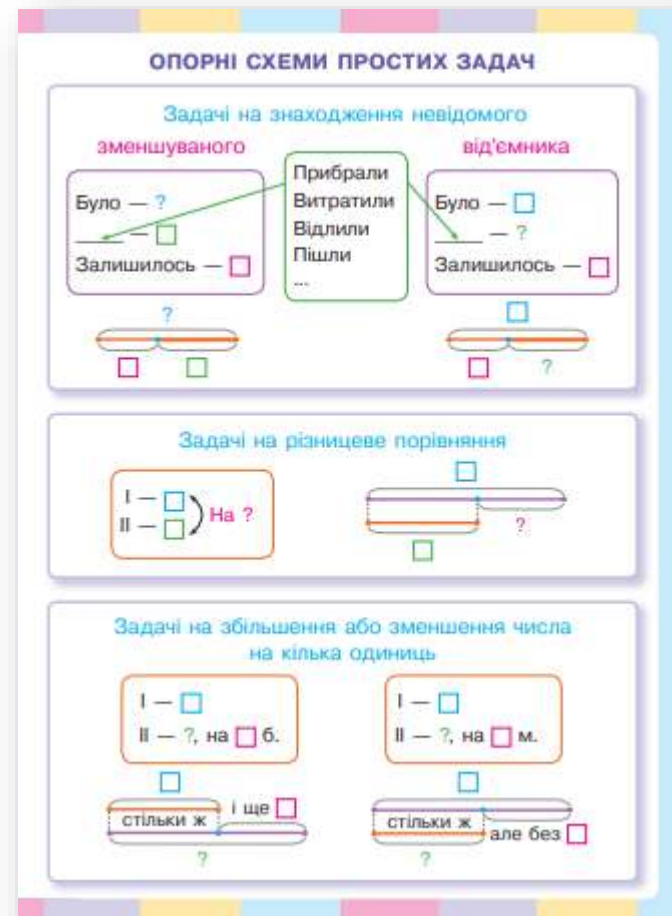 ОПОРНІ СХЕМИ ПРОСТИХ ЗАДАЧ
Задачі на знаходження невідомого
зменшуваного
від'ємника
Було — ?
____ — □
Залишилось — □
Прибрали
Витратили
Відлили
Пішли
...
Було — □
____ — ?
Залишилось — □
?
?
Задачі на різницеве порівняння
I — □
II — □
На ?
?
Задачі на збільшення або зменшення числа
на кілька одиниць
I — □
II — ?, на □ б.
I — □
II — ?, на □ м.
стільки ж
і ще □
?
стільки ж
але без □
?